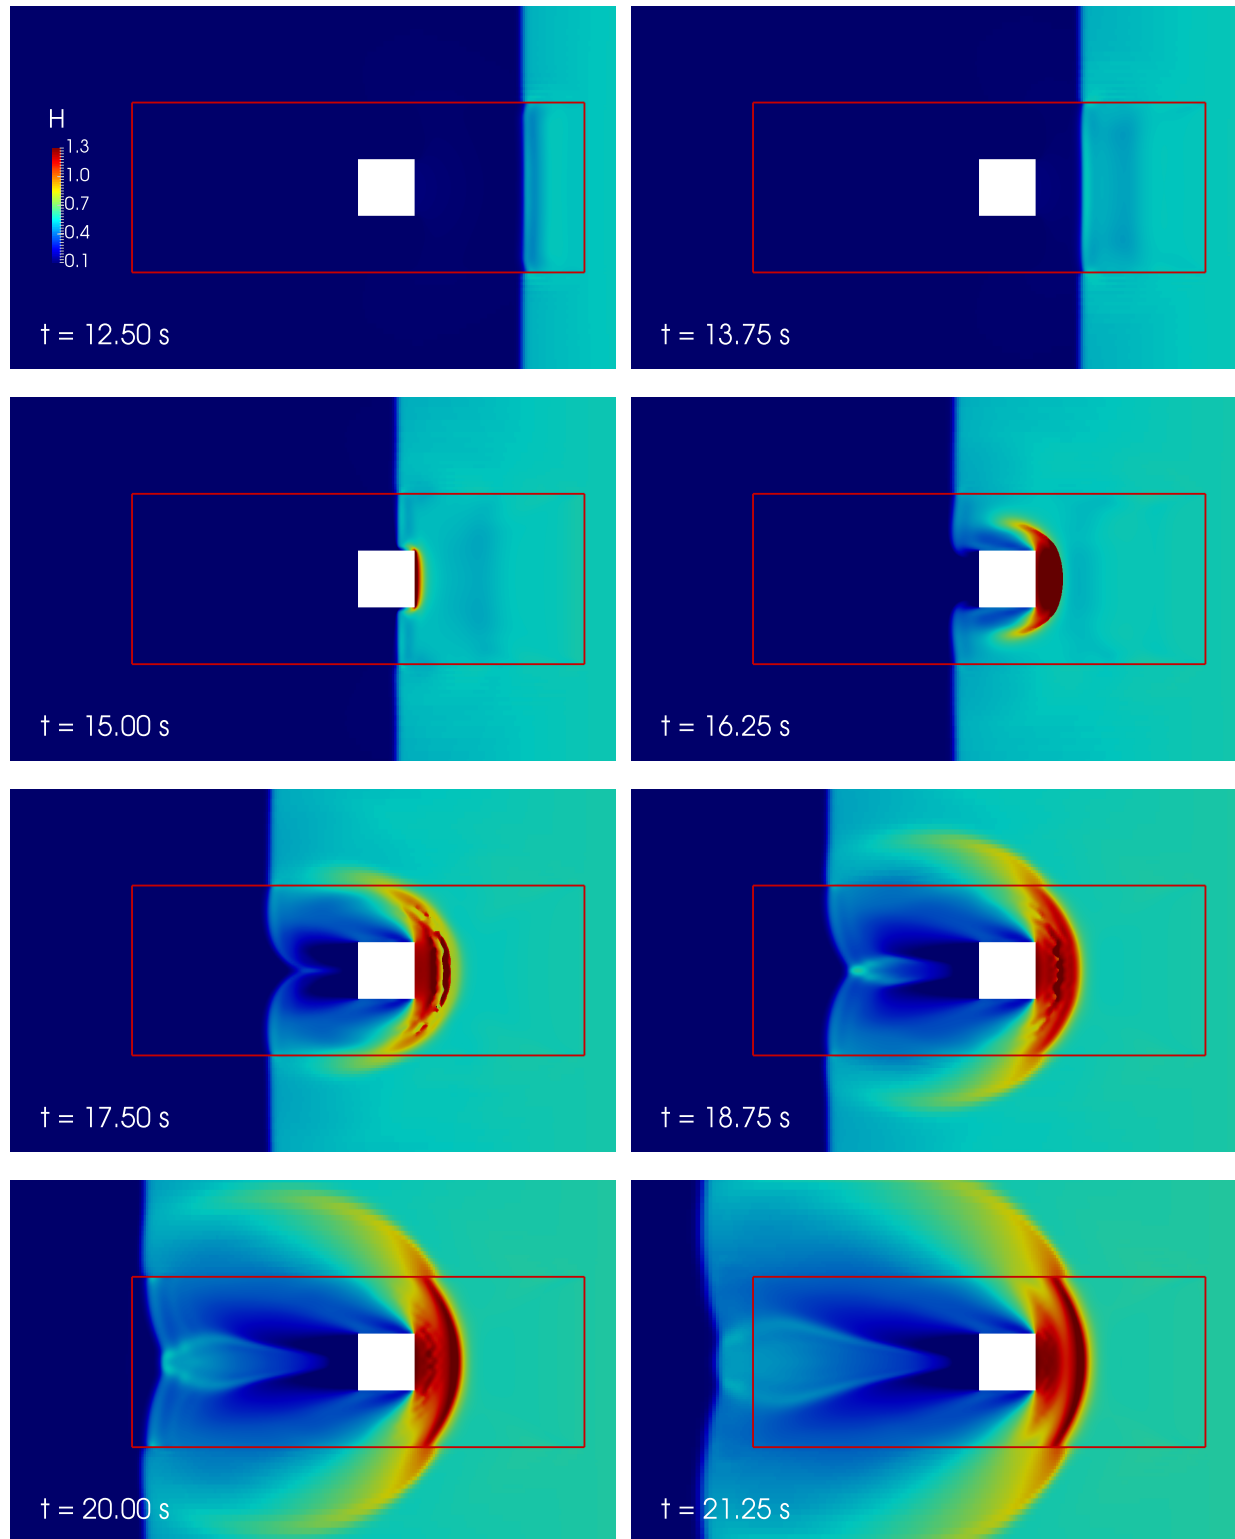 H
1.3
1.0
0.7
0.4
0.1
t = 12.50 s
t = 13.75 s
t = 15.00 s
t = 16.25 s
t = 17.50 s
t = 18.75 s
t = 20.00 s
t = 21.25 s